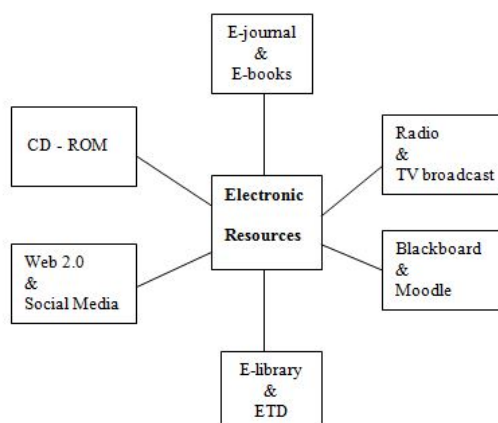 E-journal
&
E-books
CD - ROM
Radio
&
TV broadcast
Electronic
Resources
Web 2.0
&
Social Media
Blackboard
&
Moodle
E-library
&
ETD